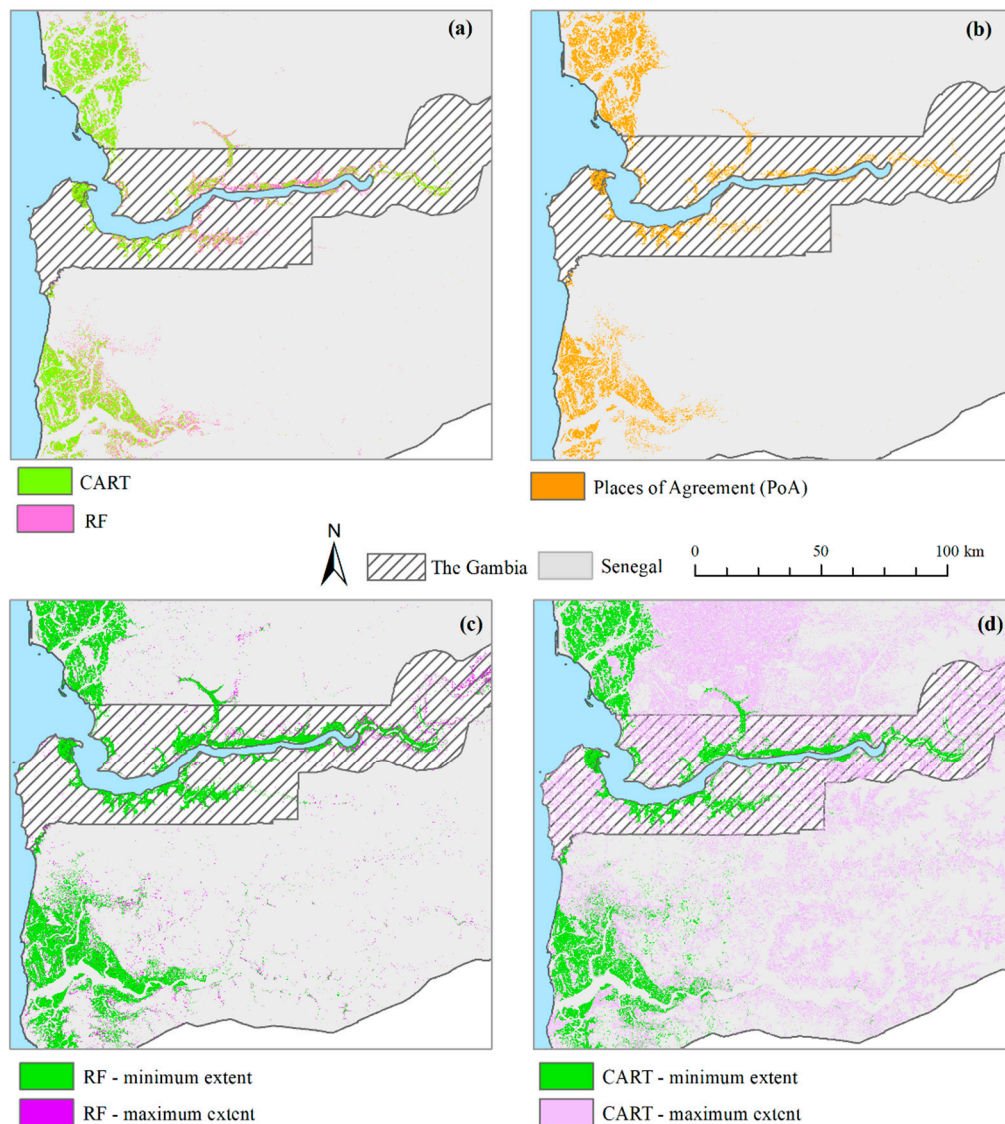 (a)
(b)
CART
RF
Places of Agreement (PoA)
N
The Gambia
Senegal
0 50 100 km
(c)
(d)
RF - minimum extent
RF - maximum extent
CART - minimum extent
CART - maximum extent